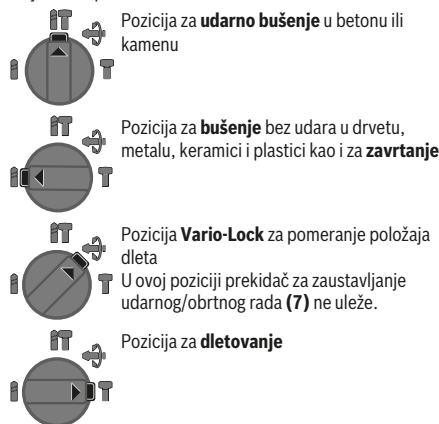 Pozicija za udarno bušenje u betonu ili
kamenu
Pozicija za bušenje bez udara u drvetu,
metalu, keramici i plastici kao i za zavrtanje
Pozicija Vario-Lock za pomeranje položaja
dleta
U ovoj poziciji prekidač za zaustavljanje
udarnog/obrtnog rada (7) ne uleže.
Pozicija za dletovanje